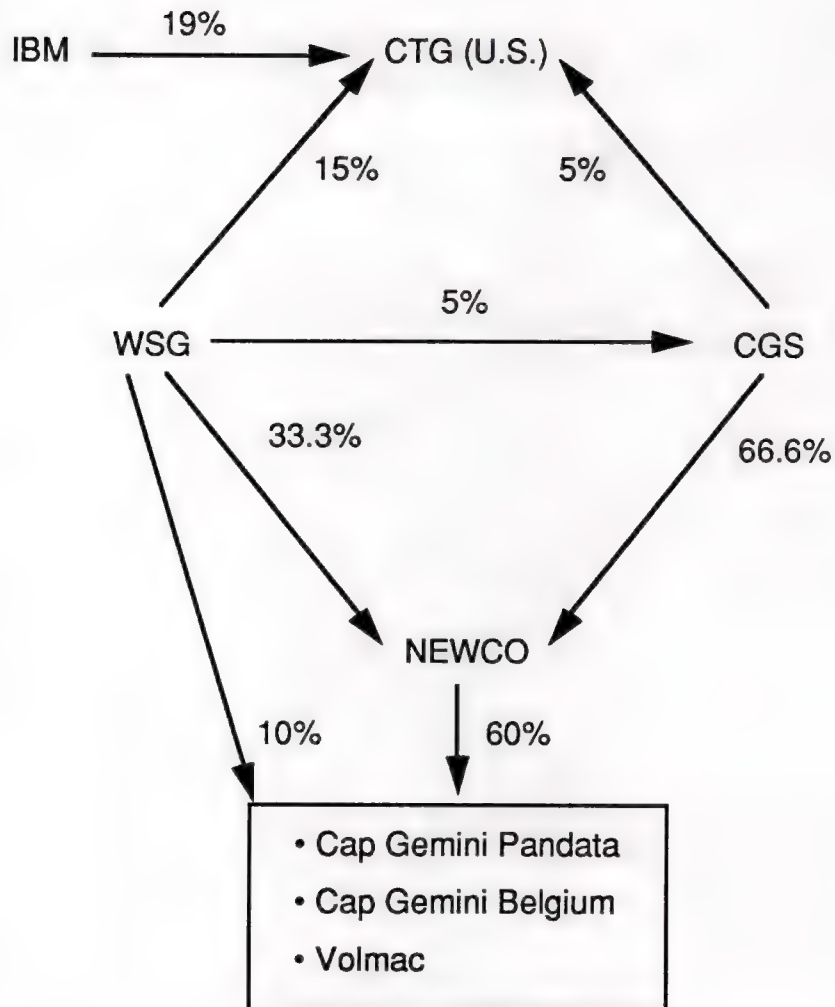 19%
IBM
CTG (U.S.)
15%
5%
5%
WSG
CGS
33.3%
66.6%
NEWCO
10%
60%
• Cap Gemini Pandata
• Cap Gemini Belgium
• Volmac